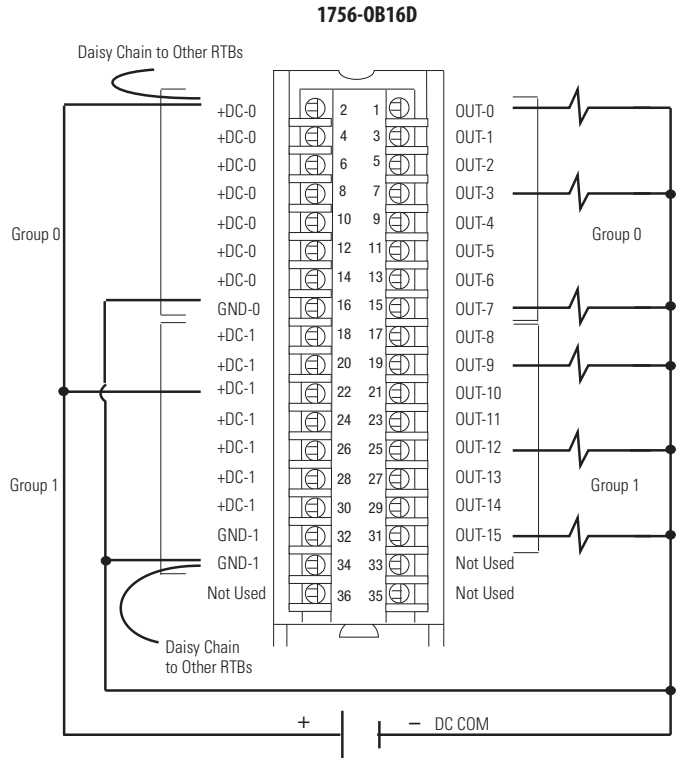 1756-OB16D
Daisy Chain to Other RTBs
+DC-0 2 1 OUT-0
+DC-0 4 3 OUT-1
+DC-0 6 5 OUT-2
+DC-0 8 7 OUT-3
+DC-0 10 9 OUT-4
Group 0 Group 0
+DC-0 12 11 OUT-5
+DC-0 14 13 OUT-6
GND-0 16 15 OUT-7
+DC-1 18 17 OUT-8
+DC-1 20 19 OUT-9
+DC-1 22 21 OUT-10
+DC-1 24 23 OUT-11
+DC-1 26 25 OUT-12
+DC-1 28 27 OUT-13
Group 1 Group 1
+DC-1 30 29 OUT-14
GND-1 32 31 OUT-15
GND-1 34 33 Not Used
Not Used 36 35 Not Used
Daisy Chain
to Other RTBs
+ – DC COM